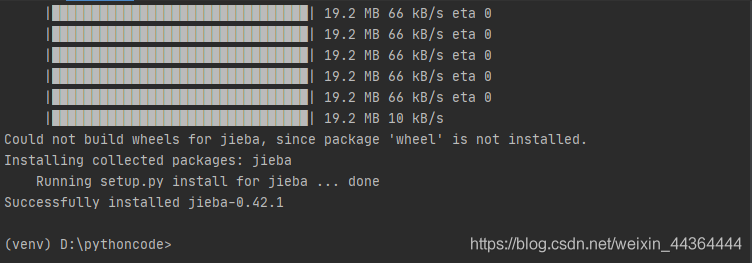 19.2 MB 66 kB/s eta 0
19.2 MB 66 kB/s eta 0
19.2 MB 66 kB/s eta 0
19.2 MB 66 kB/s eta 0
19.2 MB 66 kB/s eta 0
19.2 MB 10 kB/s
Could not build wheels for jieba, since package 'wheel' is not installed.
Installing collected packages: jieba
Running setup.py install for jieba ... done
Successfully installed jieba-0.42.1
(venv) D:\pythoncode>
https://blog.csdn.net/weixin_44364444